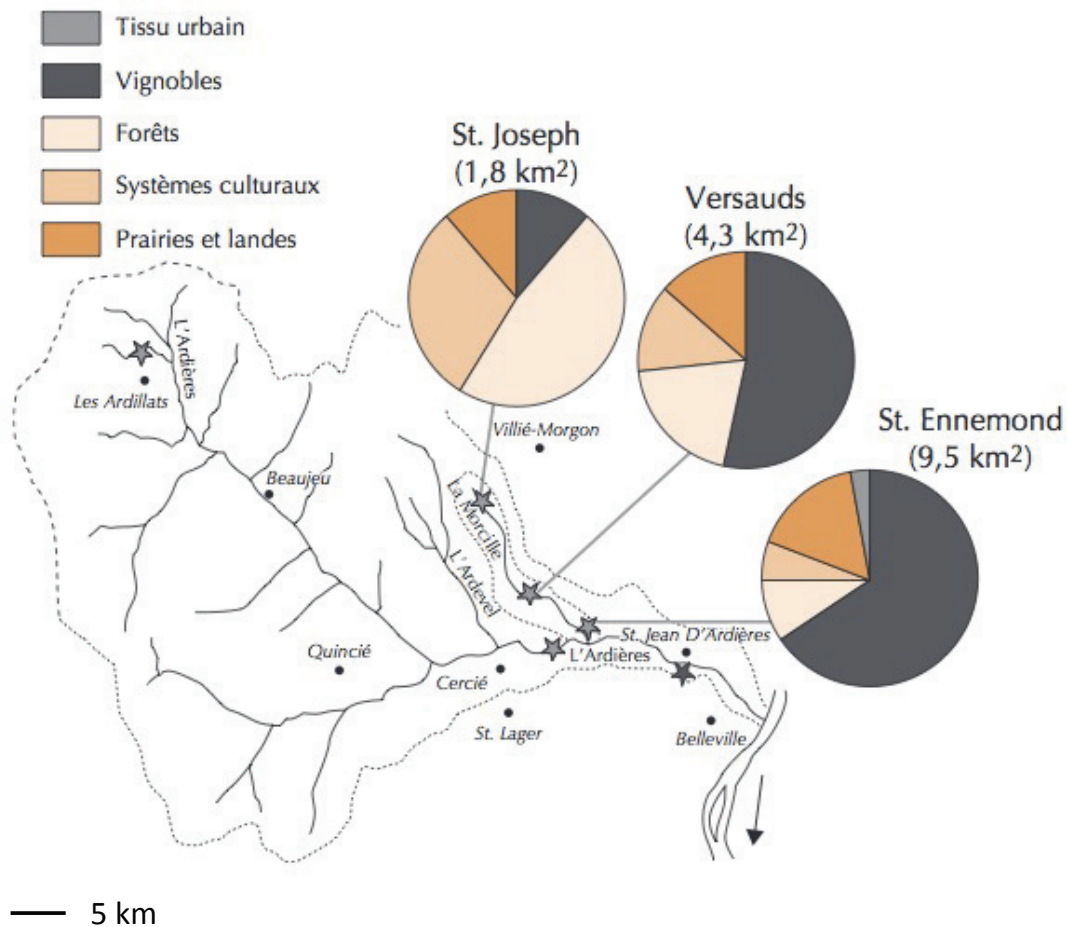 Tissu urbain
Vignobles
Forêts
Systèmes culturaux
Prairies et landes
St. Joseph
(1,8 km²)
Versauds
(4,3 km²)
St. Ennemond
(9,5 km²)
L'Ardières
Les Ardillats
Beaujeu
Villié-Morgon
La Morcille
L'Ardevel
Quincié
Cercié
St. Lager
L'Ardières
St. Jean D'Ardières
Belleville
5 km